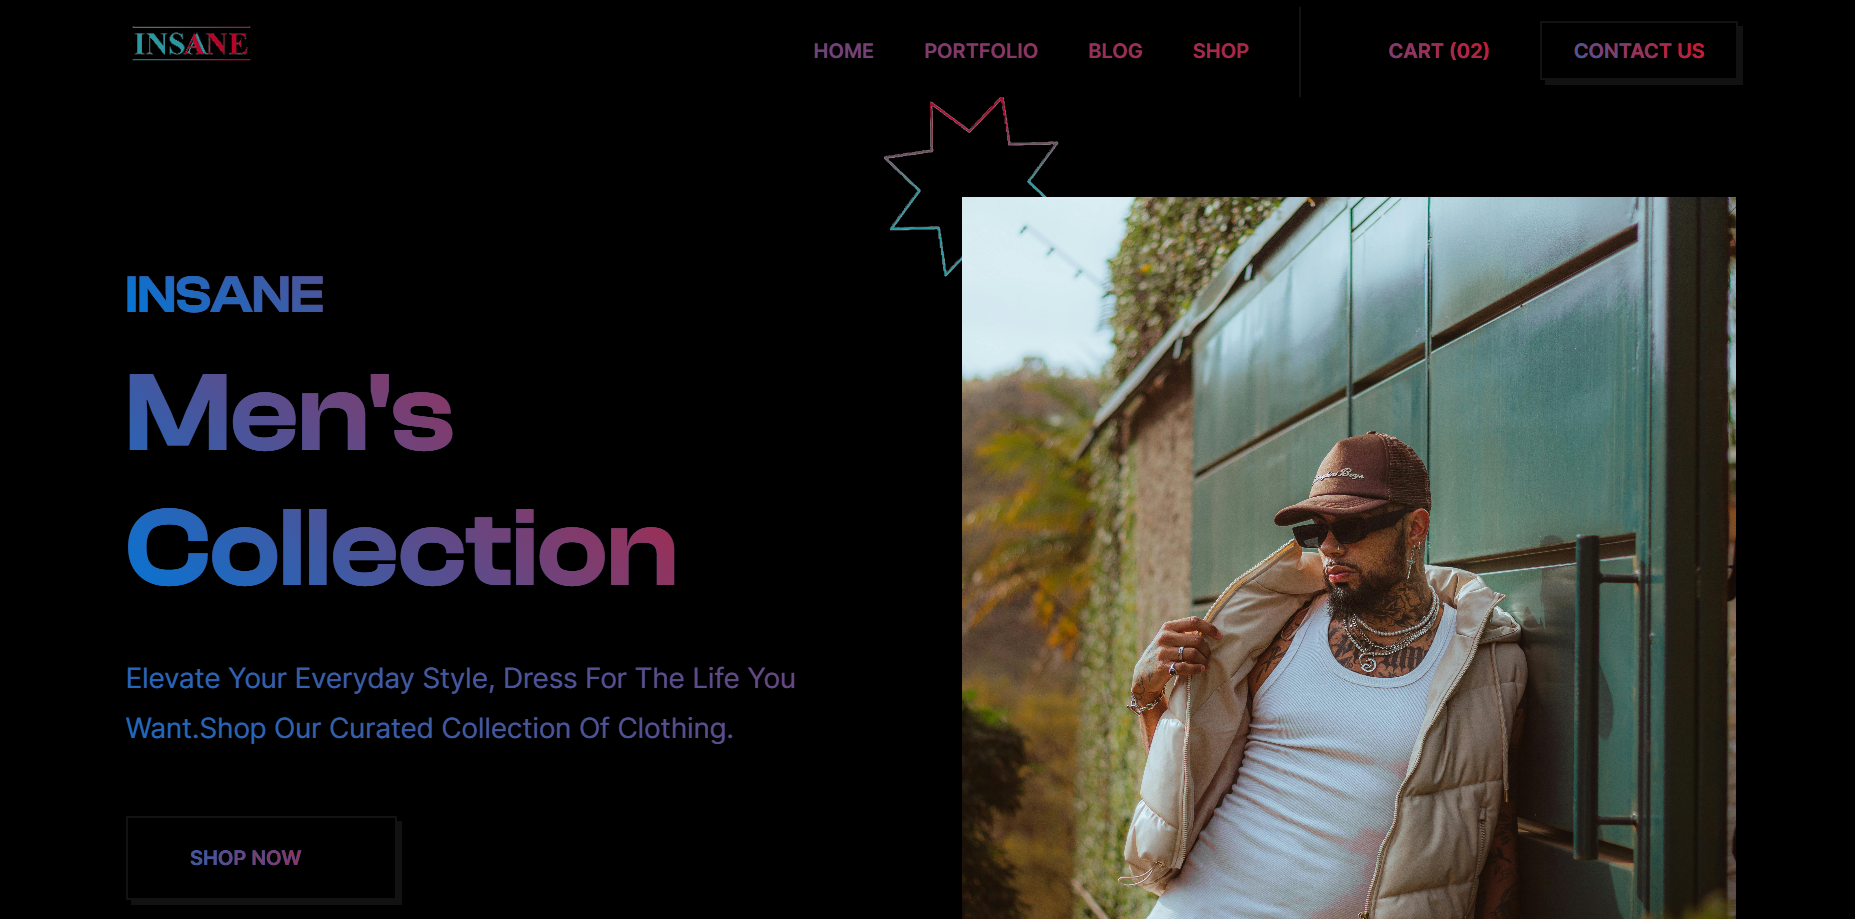 INSANE
HOME PORTFOLIO BLOG SHOP CART (02) CONTACT US
INSANE
Men's
Collection
Elevate Your Everyday Style, Dress For The Life You
Want.Shop Our Curated Collection Of Clothing.
SHOP NOW